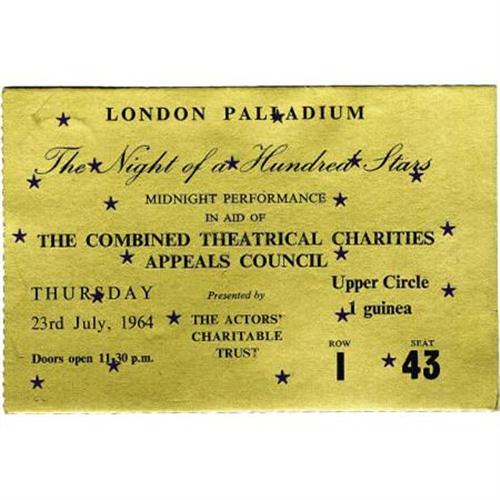 LONDON PALLADIUM
The Night of a Hundred Stars
MIDNIGHT PERFORMANCE
IN AID OF
THE COMBINED THEATRICAL CHARITIES
APPEALS COUNCIL
THURSDAY
23rd July, 1964
Doors open 11.30 p.m.
Presented by
THE ACTORS'
CHARITABLE
TRUST
Upper Circle
1 guinea
ROW SEAT
I 43